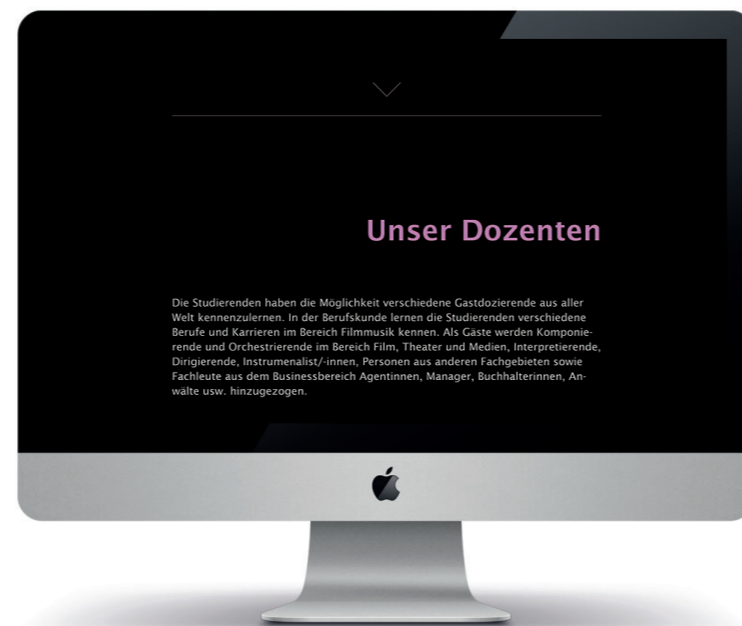 Unser Dozenten
Die Studierenden haben die Möglichkeit verschiedene Gastdozierende aus aller
Welt kennenzulernen. In der Berufskunde lernen die Studierenden verschiedene
Berufe und Karrieren im Bereich Filmmusik kennen. Als Gäste werden Komponie-
rende und Orchestrierende im Bereich Film, Theater und Medien, Interpretierende,
Dirigierende, Instrumenalist/-innen, Personen aus anderen Fachgebieten sowie
Fachleute aus dem Businessbereich Agentinnen, Manager, Buchhalterinnen, An-
wälte usw. hinzugezogen.